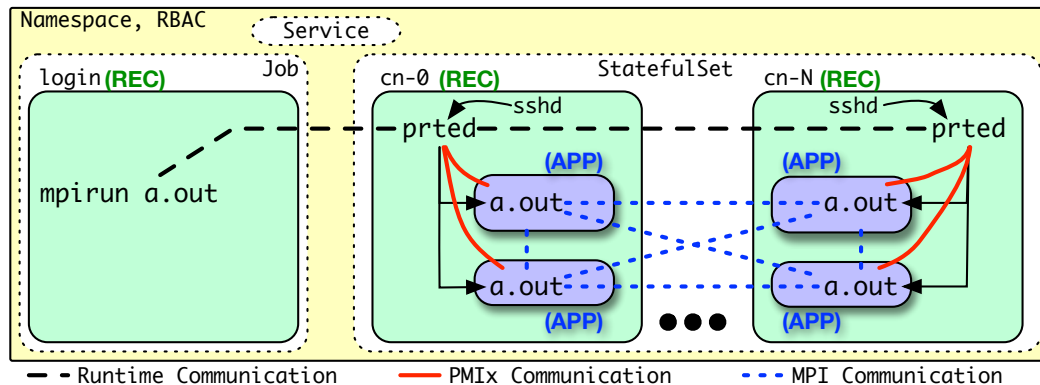 Namespace, RBAC
Service
Job
StatefulSet
login(REC)
cn-0 (REC)
cn-N(REC)
sshd
sshd
prted
prted
mpirun a.out
(APP)
(APP)
a.out
a.out
a.out
a.out
(APP)
(APP)
Runtime Communication
PMIx Communication
MPI Communication